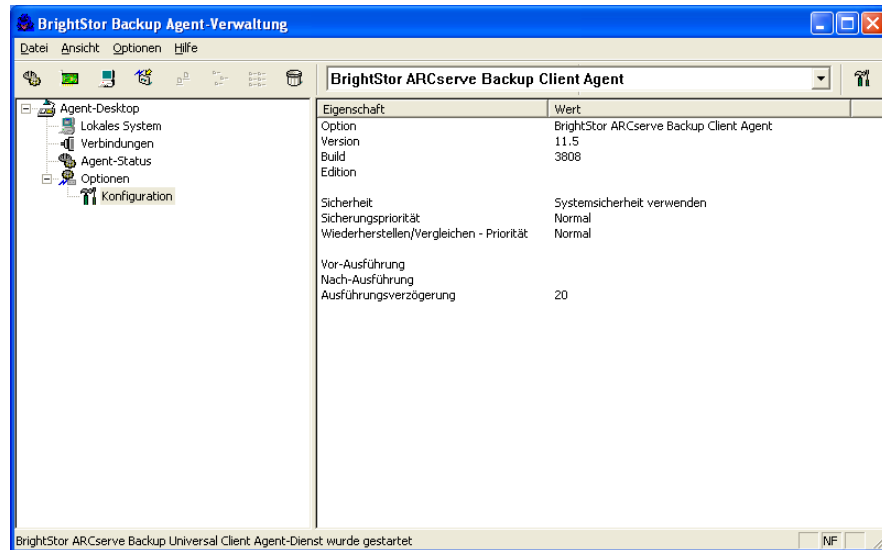 BrightStor Backup Agent-Verwaltung
Datei Ansicht Optionen Hilfe
BrightStor ARCserve Backup Client Agent
Agent-Desktop
Lokales System
Verbindungen
Agent-Status
Optionen
Konfiguration
Eigenschaft Wert
Option BrightStor ARCserve Backup Client Agent
Version 11.5
Build 3808
Edition
Sicherheit Systemsicherheit verwenden
Sicherungspriorität Normal
Wiederherstellen/Vergleichen - Priorität Normal
Vor-Ausführung
Nach-Ausführung
Ausführungsverzögerung 20
BrightStor ARCserve Backup Universal Client Agent-Dienst wurde gestartet NF